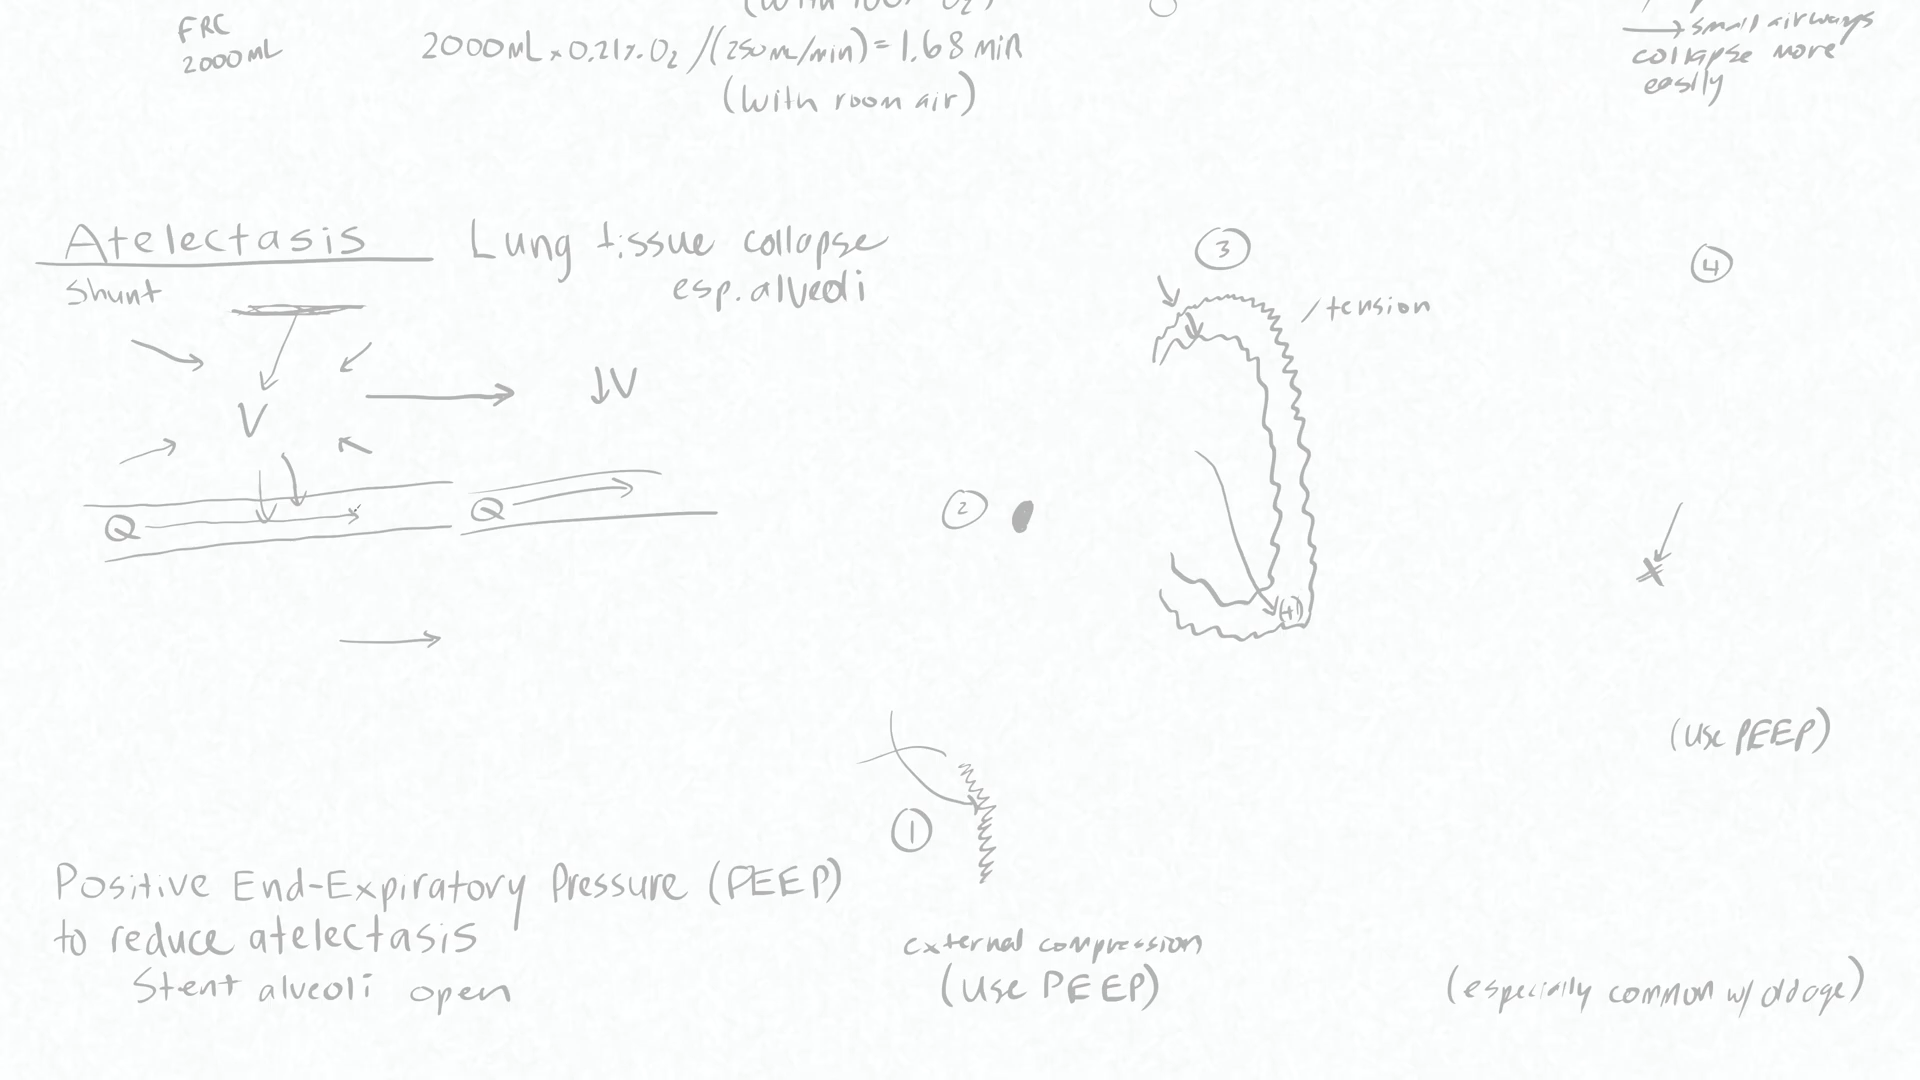 FRC
2000mL
2000mL x 0.21% O2 /(250mL/min) = 1.68 min
(with room air)
→ small airways
collapse more
easily
Atelectasis
Lung tissue collapse
esp. alveoli
Shunt
V
↓V
Q
Q
①
②
③
/tension
(+)
④
(use PEEP)
Positive End-Expiratory Pressure (PEEP)
to reduce atelectasis
Stent alveoli open
external compression
(Use PEEP)
(especially common w/ old age)